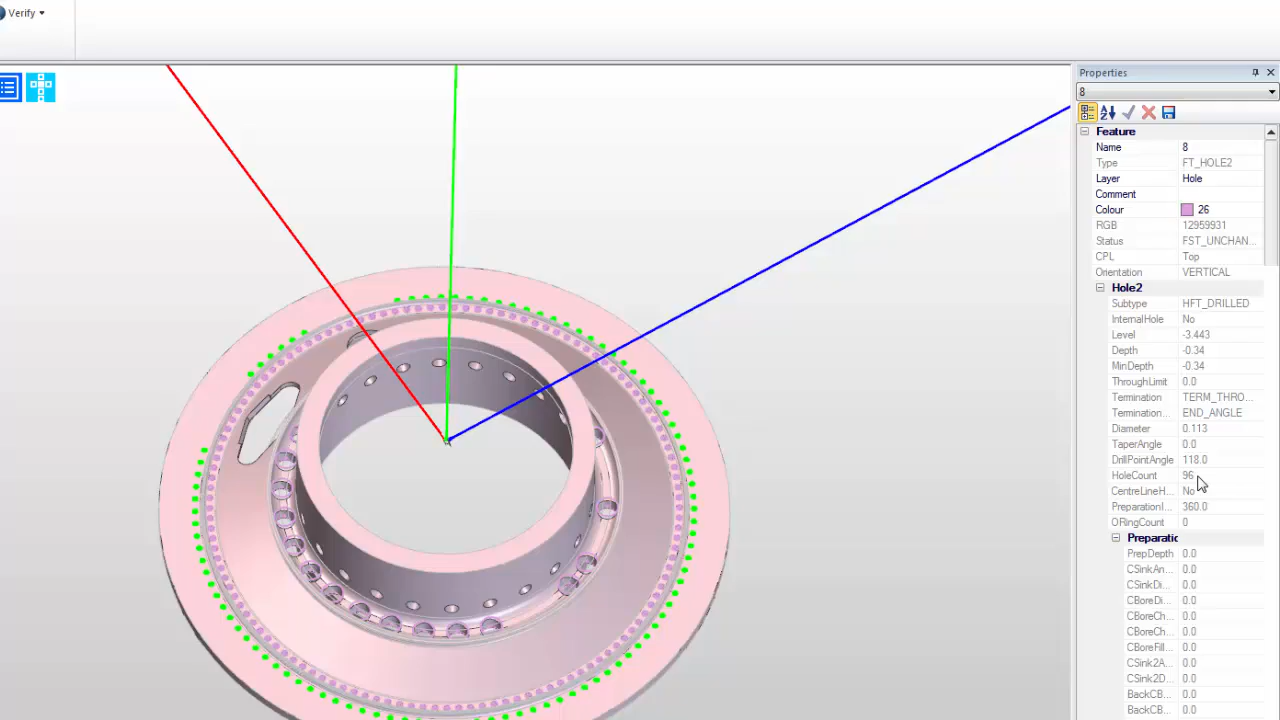 Verify
Properties
8
Feature
Name 8
Type FT_HOLE2
Layer Hole
Comment
Colour 26
RGB 12959931
Status FST_UNCHAN...
CPL Top
Orientation VERTICAL
Hole2
Subtype HFT_DRILLED
InternalHole No
Level -3.443
Depth -0.34
MinDepth -0.34
ThroughLimit 0.0
Termination TERM_THRO...
Termination... END_ANGLE
Diameter 0.113
TaperAngle 0.0
DrillPointAngle 118.0
HoleCount 96
CentreLineH... No
PreparationI... 360.0
ORingCount 0
Preparatic
PrepDepth 0.0
CSinkAn... 0.0
CSinkDi... 0.0
CBoreDi... 0.0
CBoreCh... 0.0
CBoreCh... 0.0
CBoreFill... 0.0
CSink2A... 0.0
CSink2D... 0.0
BackCB... 0.0
BackCB... 0.0